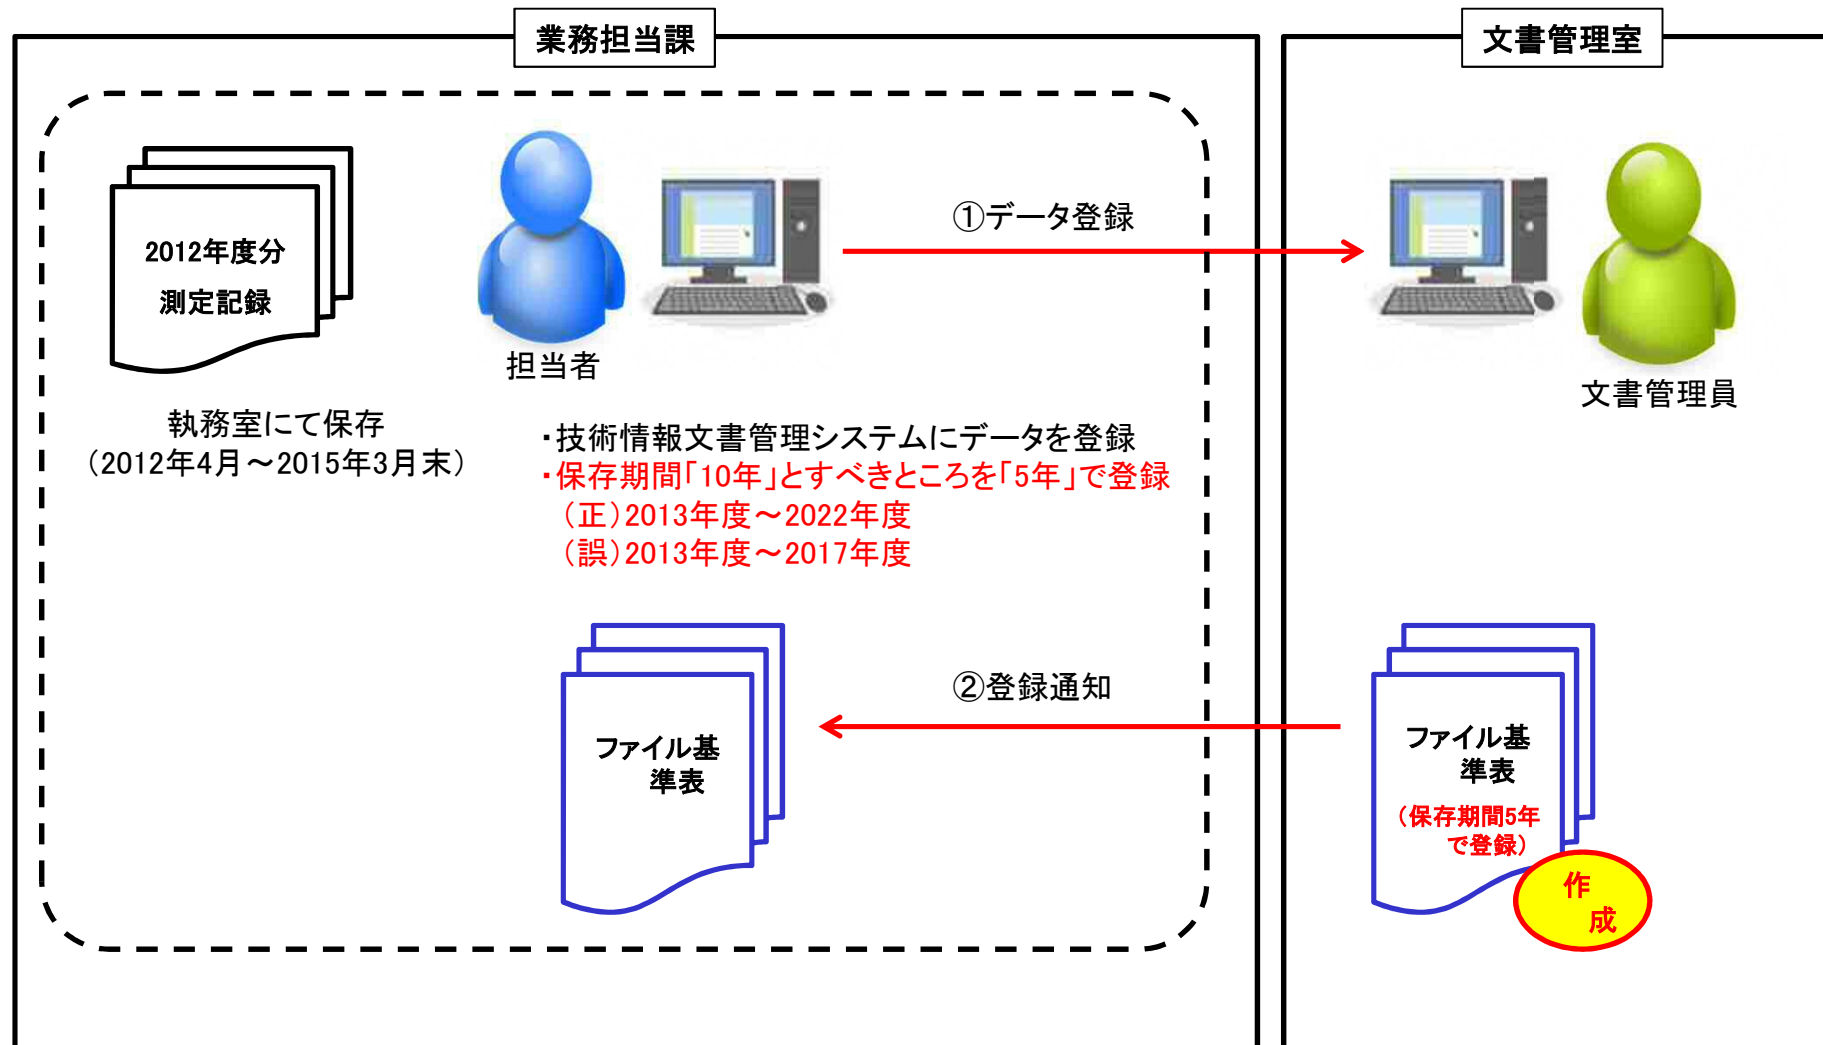 業務担当課
文書管理室
2012年度分
測定記録
①データ登録
担当者
文書管理員
執務室にて保存
（2012年4月～2015年3月末）
・技術情報文書管理システムにデータを登録
・保存期間「10年」とすべきところを「5年」で登録
（正）2013年度～2022年度
（誤）2013年度～2017年度
②登録通知
ファイル基
準表
ファイル基
準表
（保存期間5年
で登録）
作
成